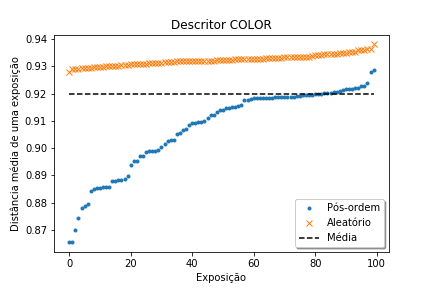 Descritor COLOR
Distância média de uma exposição
0.94
0.93
0.92
0.91
0.90
0.89
0.88
0.87
0
20
40
60
80
100
Exposição
Pós-ordem
Aleatório
Média